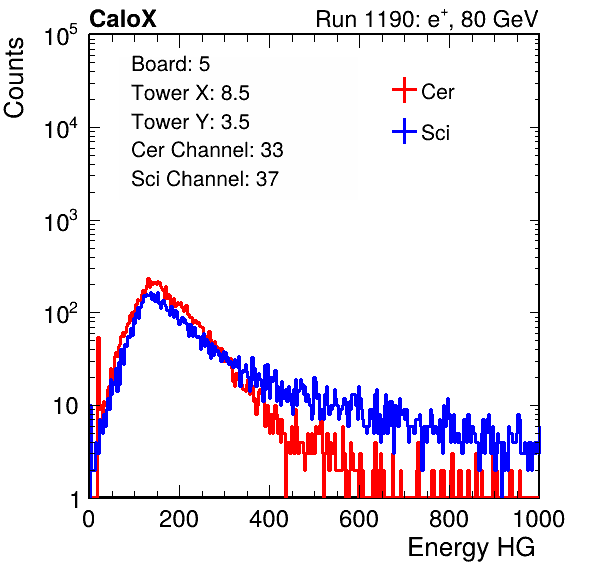 CaloX Run 1190: e⁺, 80 GeV
Counts
Board: 5
Tower X: 8.5
Tower Y: 3.5
Cer Channel: 33
Sci Channel: 37
Cer
Sci
10⁵
10⁴
10³
10²
10
1
0 200 400 600 800 1000
Energy HG